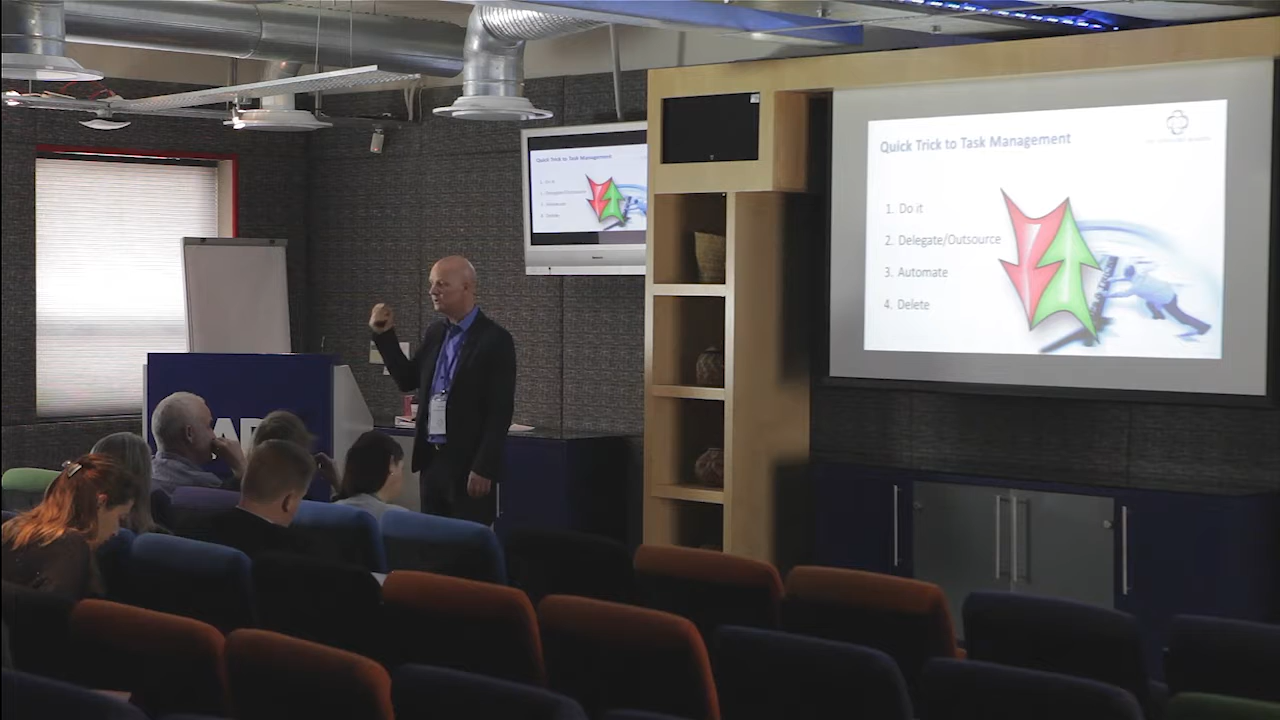 Quick Trick to Task Management
1. Do it
2. Delegate/Outsource
3. Automate
4. Delete
Quick Trick to Task Management